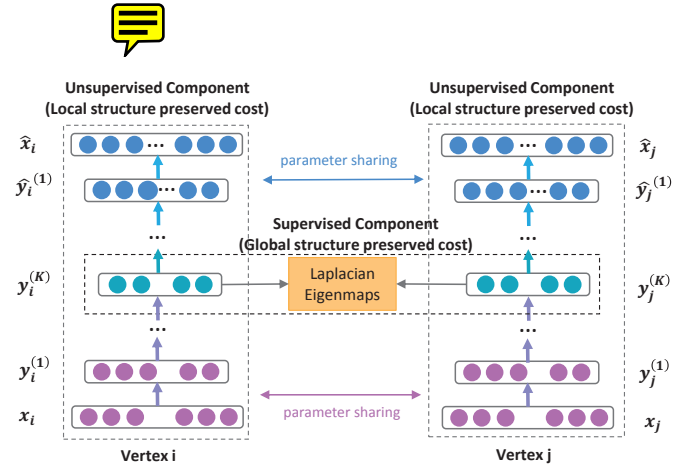 Unsupervised Component
(Local structure preserved cost)
Unsupervised Component
(Local structure preserved cost)
x̂ᵢ
...
...
x̂ⱼ
parameter sharing
ŷᵢ⁽¹⁾
...
...
ŷⱼ⁽¹⁾
...
Supervised Component
(Global structure preserved cost)
...
yᵢ⁽ᴷ⁾
Laplacian
Eigenmaps
yⱼ⁽ᴷ⁾
...
...
yᵢ⁽¹⁾
yⱼ⁽¹⁾
parameter sharing
xᵢ
xⱼ
Vertex i
Vertex j